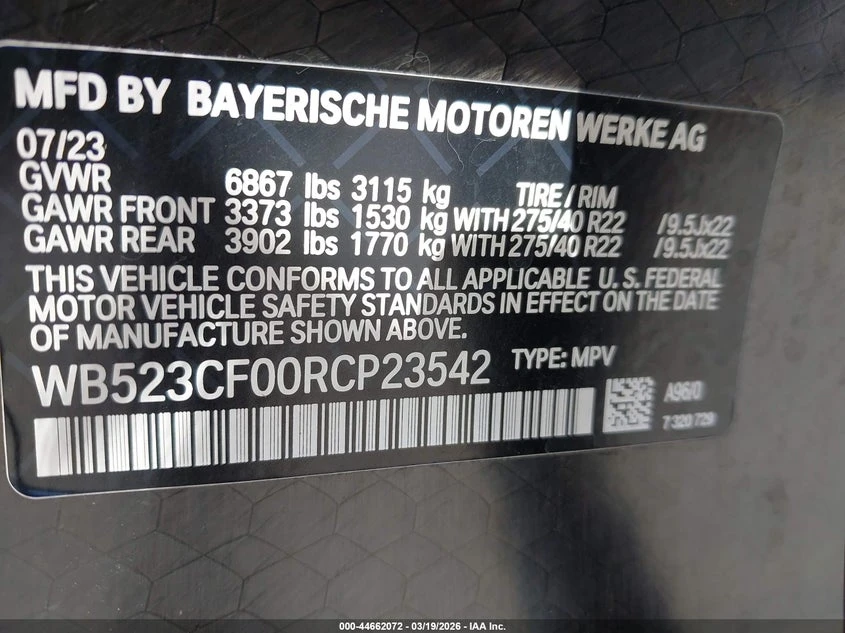 MFD BY BAYERISCHE MOTOREN WERKE AG
07/23
GVWR 6867 lbs 3115 kg TIRE / RIM
GAWR FRONT 3373 lbs 1530 kg WITH 275/40 R22 /9.5Jx22
GAWR REAR 3902 lbs 1770 kg WITH 275/40 R22 /9.5Jx22
THIS VEHICLE CONFORMS TO ALL APPLICABLE U. S. FEDERAL
MOTOR VEHICLE SAFETY STANDARDS IN EFFECT ON THE DATE
OF MANUFACTURE SHOWN ABOVE.
WB523CF00RCP23542 TYPE: MPV
A96/0
7 320 729
000-44662072 - 03/19/2026 - IAA Inc.